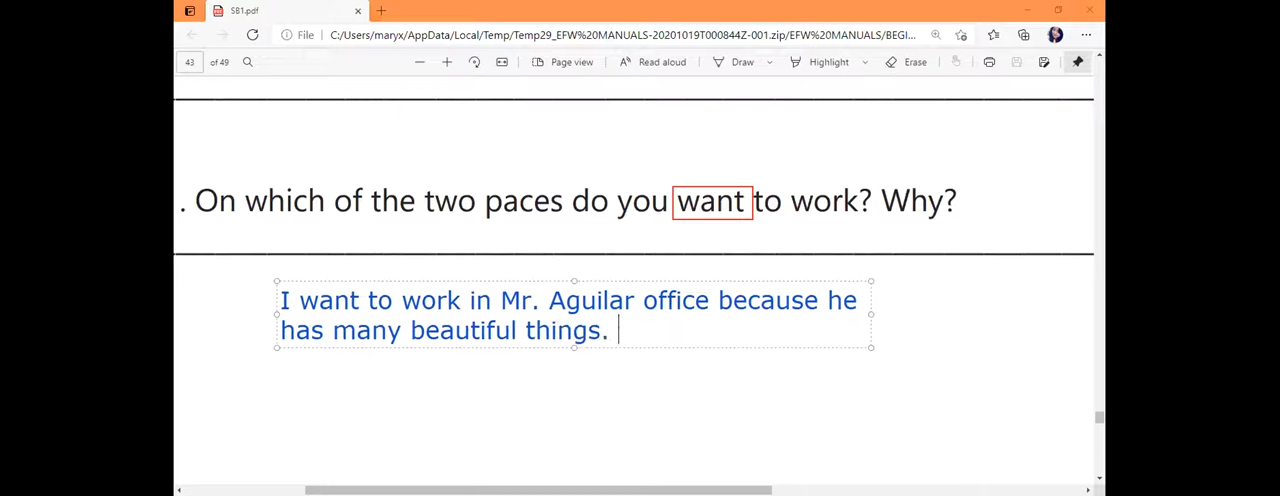 SB1.pdf
File C:/Users/maryx/AppData/Local/Temp/Temp29_EFW%20MANUALS-20201019T000844Z-001.zip/EFW%20MANUALS/BEGI...
43 of 49 Page view Read aloud Draw Highlight Erase
. On which of the two paces do you want to work? Why?
I want to work in Mr. Aguilar office because he
has many beautiful things.